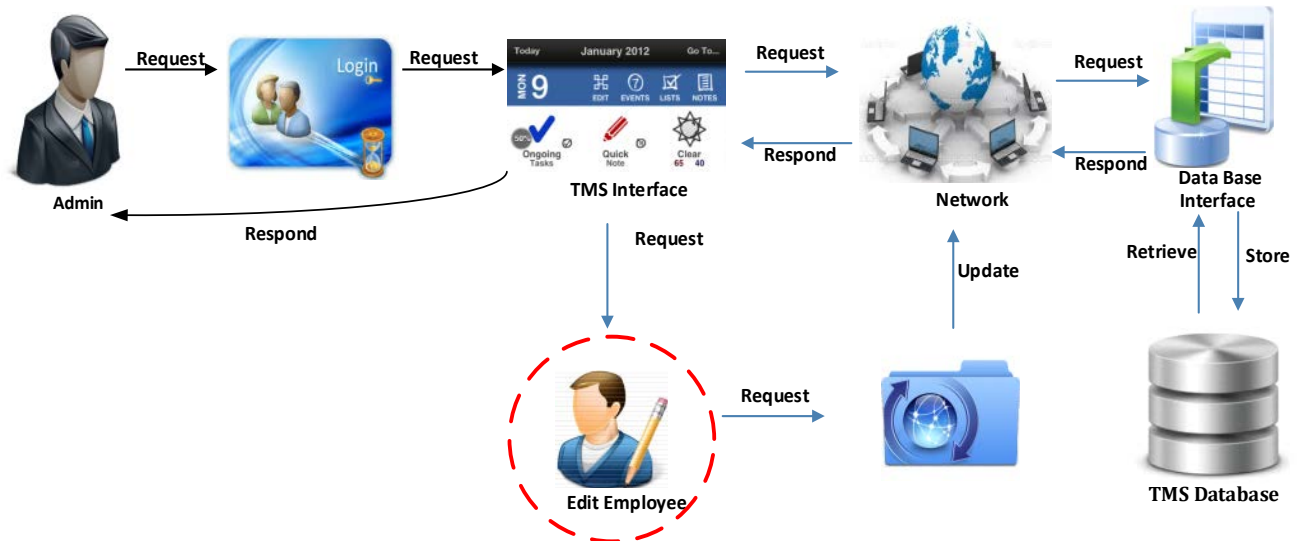 Request
Request
Request
Request
Login
Today January 2012 Go To...
MON 9
EDIT EVENTS LISTS NOTES
50%
Ongoing Quick Clear
Tasks Note 65 40
Respond
Respond
Admin
TMS Interface
Network
Data Base
Interface
Respond
Request
Update
Retrieve
Store
Request
Edit Employee
TMS Database